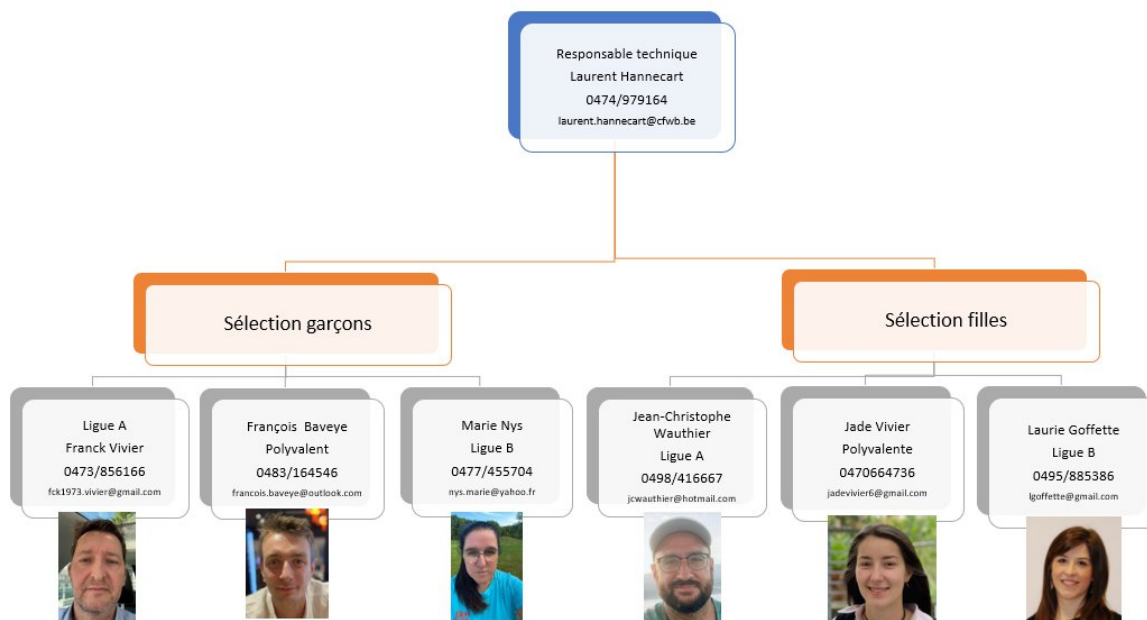 Responsable technique
Laurent Hannecart
0474/979164
laurent.hannecart@cfwb.be
Sélection garçons
Sélection filles
Ligue A
Franck Vivier
0473/856166
fck1973.vivier@gmail.com
François Baveye
Polyvalent
0483/164546
francois.baveye@outlook.com
Marie Nys
Ligue B
0477/455704
nys.marie@yahoo.fr
Jean-Christophe
Wauthier
Ligue A
0498/416667
jcwauthier@hotmail.com
Jade Vivier
Polyvalente
0470664736
jadevivier6@gmail.com
Laurie Goffette
Ligue B
0495/885386
lgoffette@gmail.com